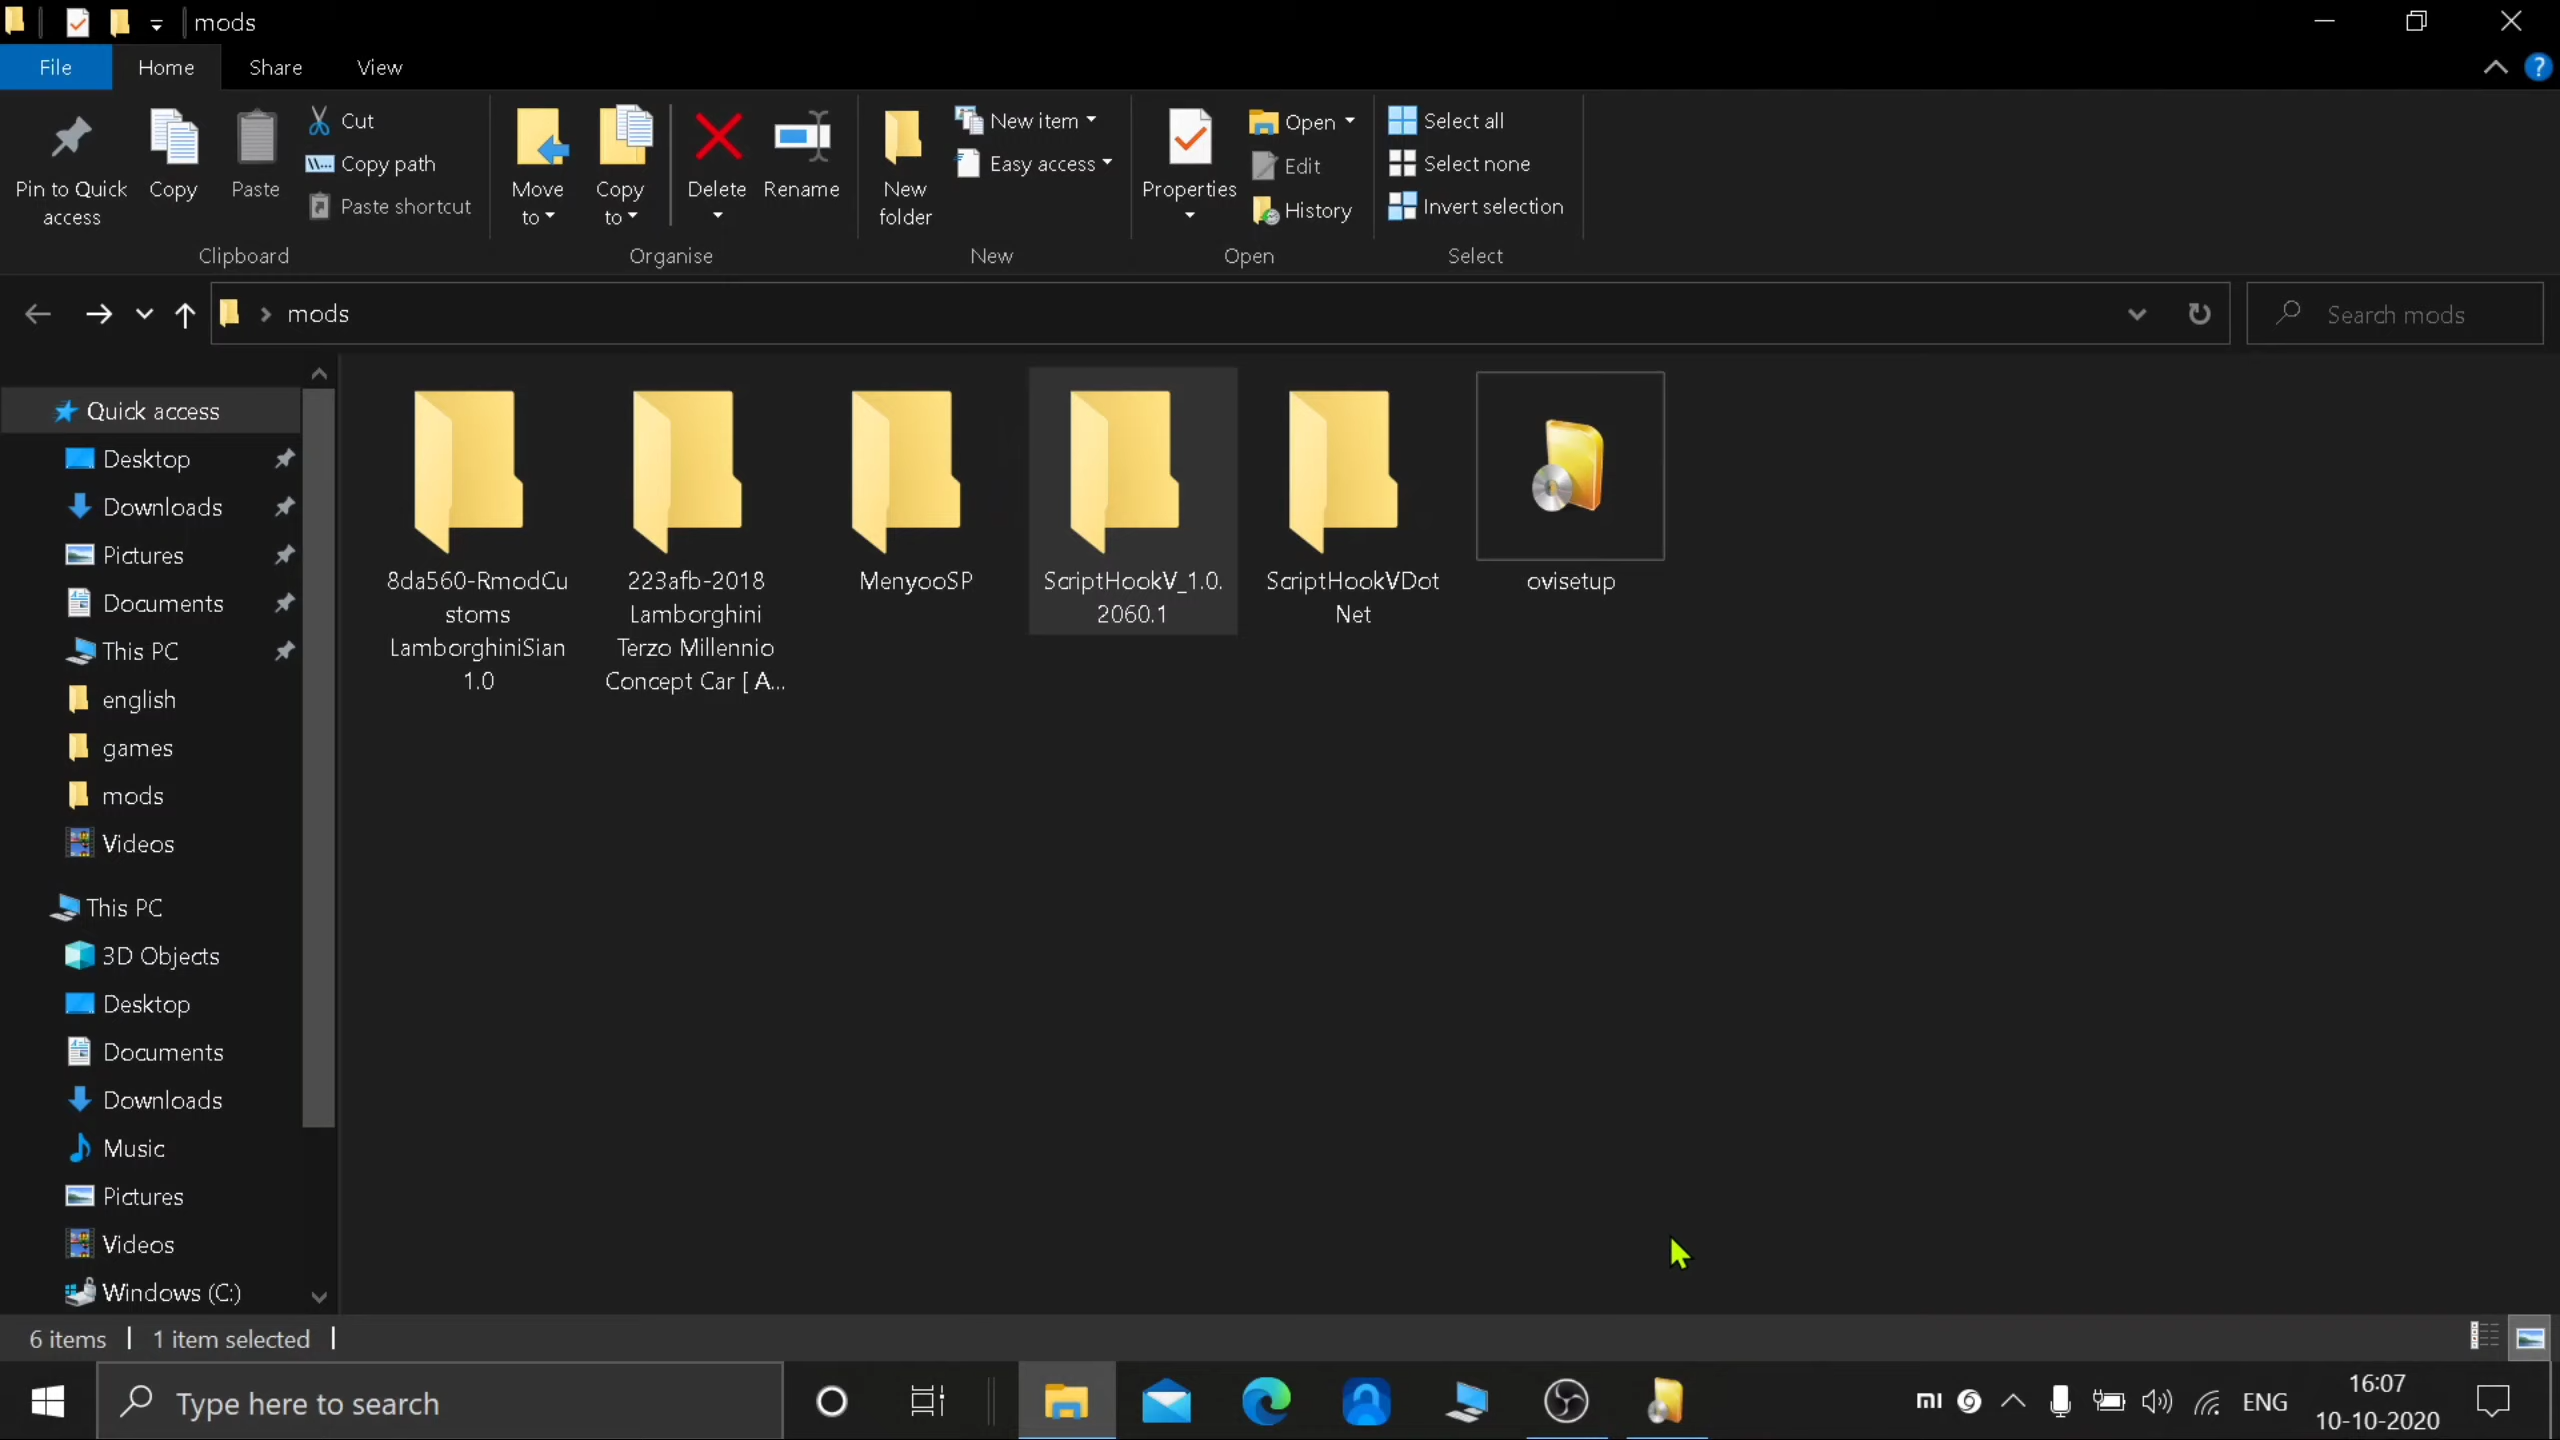 mods
File Home Share View
Pin to Quick access
Copy
Paste
Cut
Copy path
Paste shortcut
Clipboard
Move to
Copy to
Delete
Rename
Organise
New folder
New item
Easy access
New
Properties
Open
Edit
History
Open
Select all
Select none
Invert selection
Select
mods
Search mods
Quick access
Desktop
Downloads
Pictures
Documents
This PC
english
games
mods
Videos
This PC
3D Objects
Desktop
Documents
Downloads
Music
Pictures
Videos
Windows (C:)
8da560-RmodCu
stoms
LamborghiniSian
1.0
223afb-2018
Lamborghini
Terzo Millennio
Concept Car [ A...
MenyooSP
ScriptHookV_1.0.
2060.1
ScriptHookVDot
Net
ovisetup
6 items 1 item selected
Type here to search
mi
ENG
16:07
10-10-2020